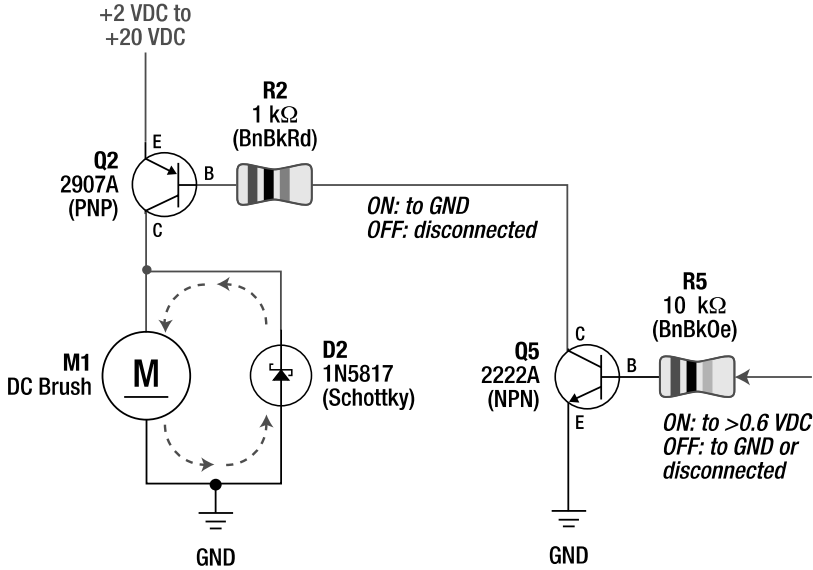 +2 VDC to
+20 VDC
R2
1 kΩ
(BnBkRd)
E
Q2
2907A
(PNP)
B
C
ON: to GND
OFF: disconnected
R5
10 kΩ
(BnBkOe)
M1
DC Brush
M
D2
1N5817
(Schottky)
Q5
2222A
(NPN)
C
B
E
ON: to >0.6 VDC
OFF: to GND or
disconnected
GND
GND